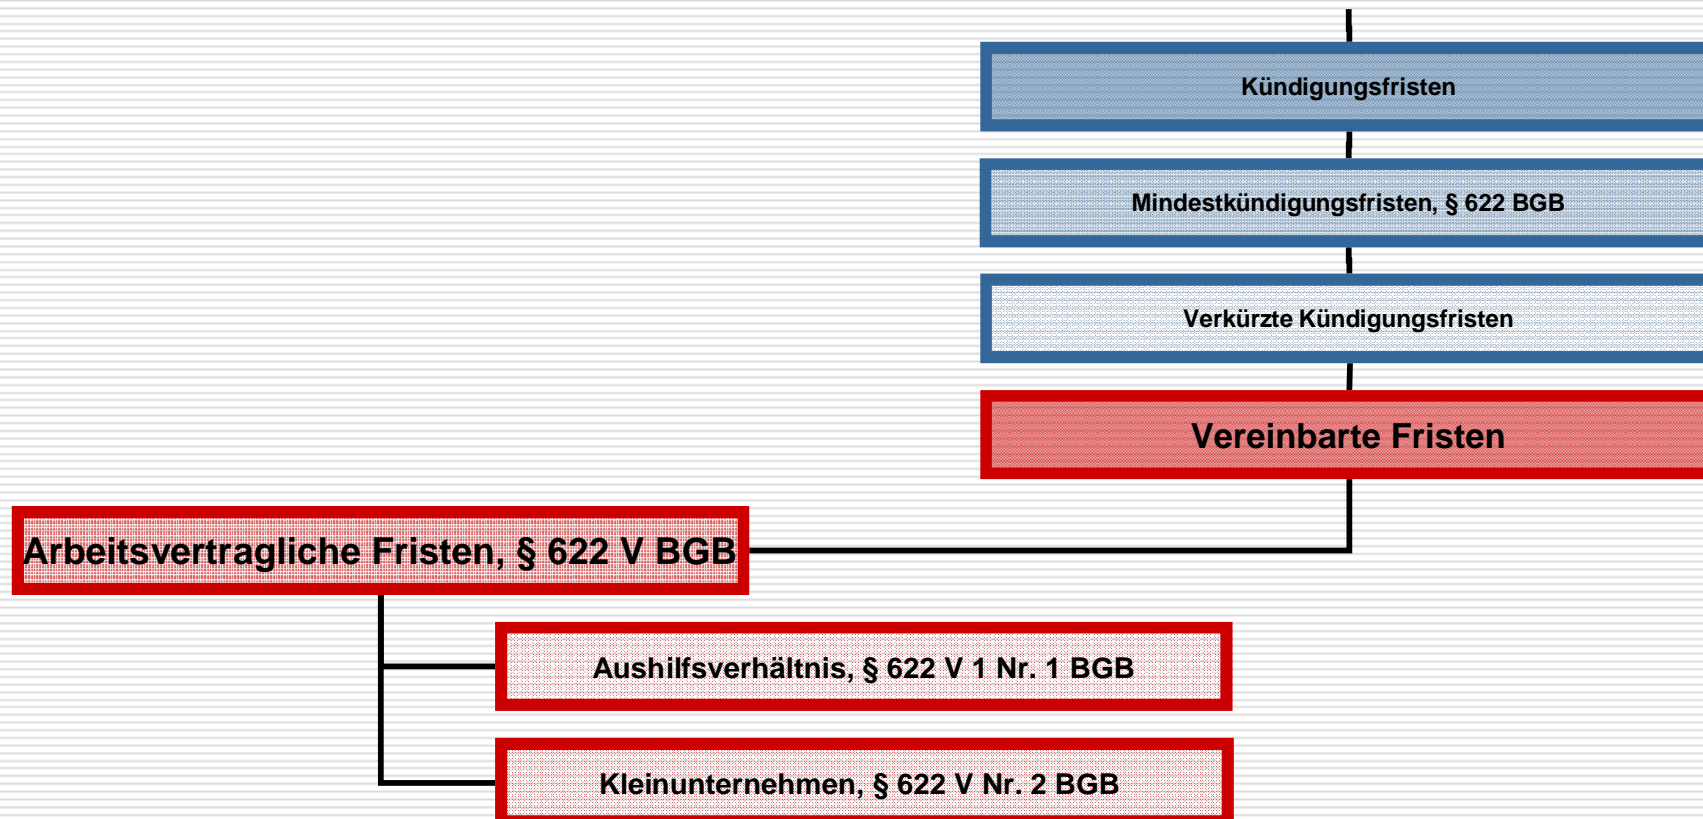 Kündigungsfristen
Mindestkündigungsfristen, § 622 BGB
Verkürzte Kündigungsfristen
Vereinbarte Fristen
Arbeitsvertragliche Fristen, § 622 V BGB
Aushilfsverhältnis, § 622 V 1 Nr. 1 BGB
Kleinunternehmen, § 622 V Nr. 2 BGB